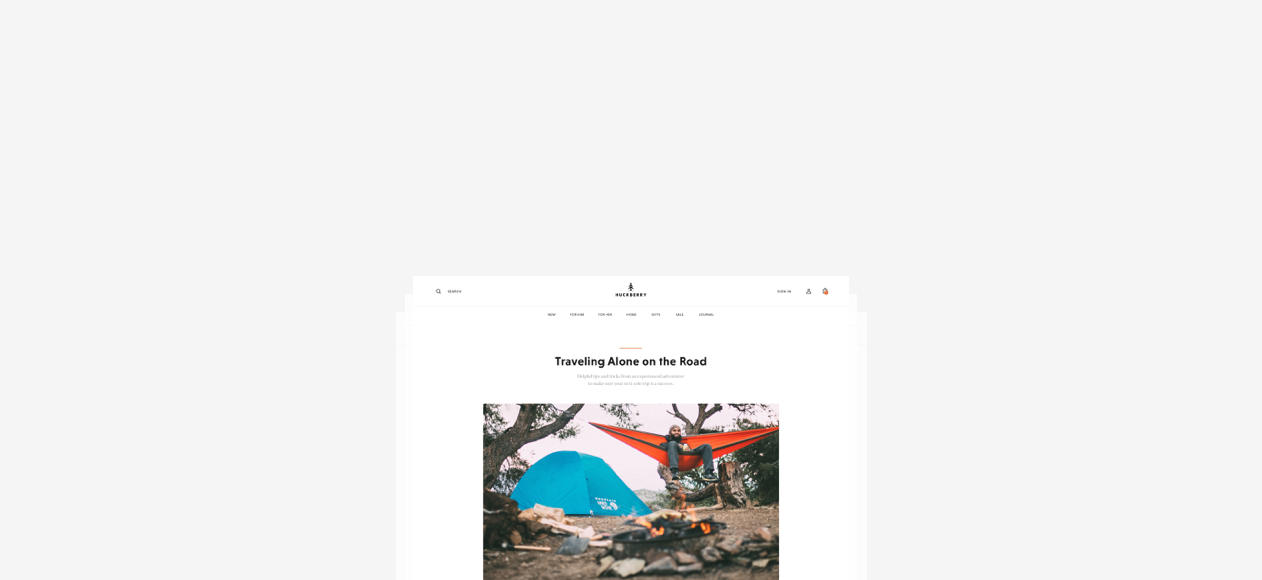 SEARCH
HUCKBERRY
SIGN IN
NEW FOR HIM FOR HER HOME GIFTS SALE JOURNAL
Traveling Alone on the Road
Helpful tips and tricks from an experienced adventurer
to make sure your next solo trip is a success.
Mountain